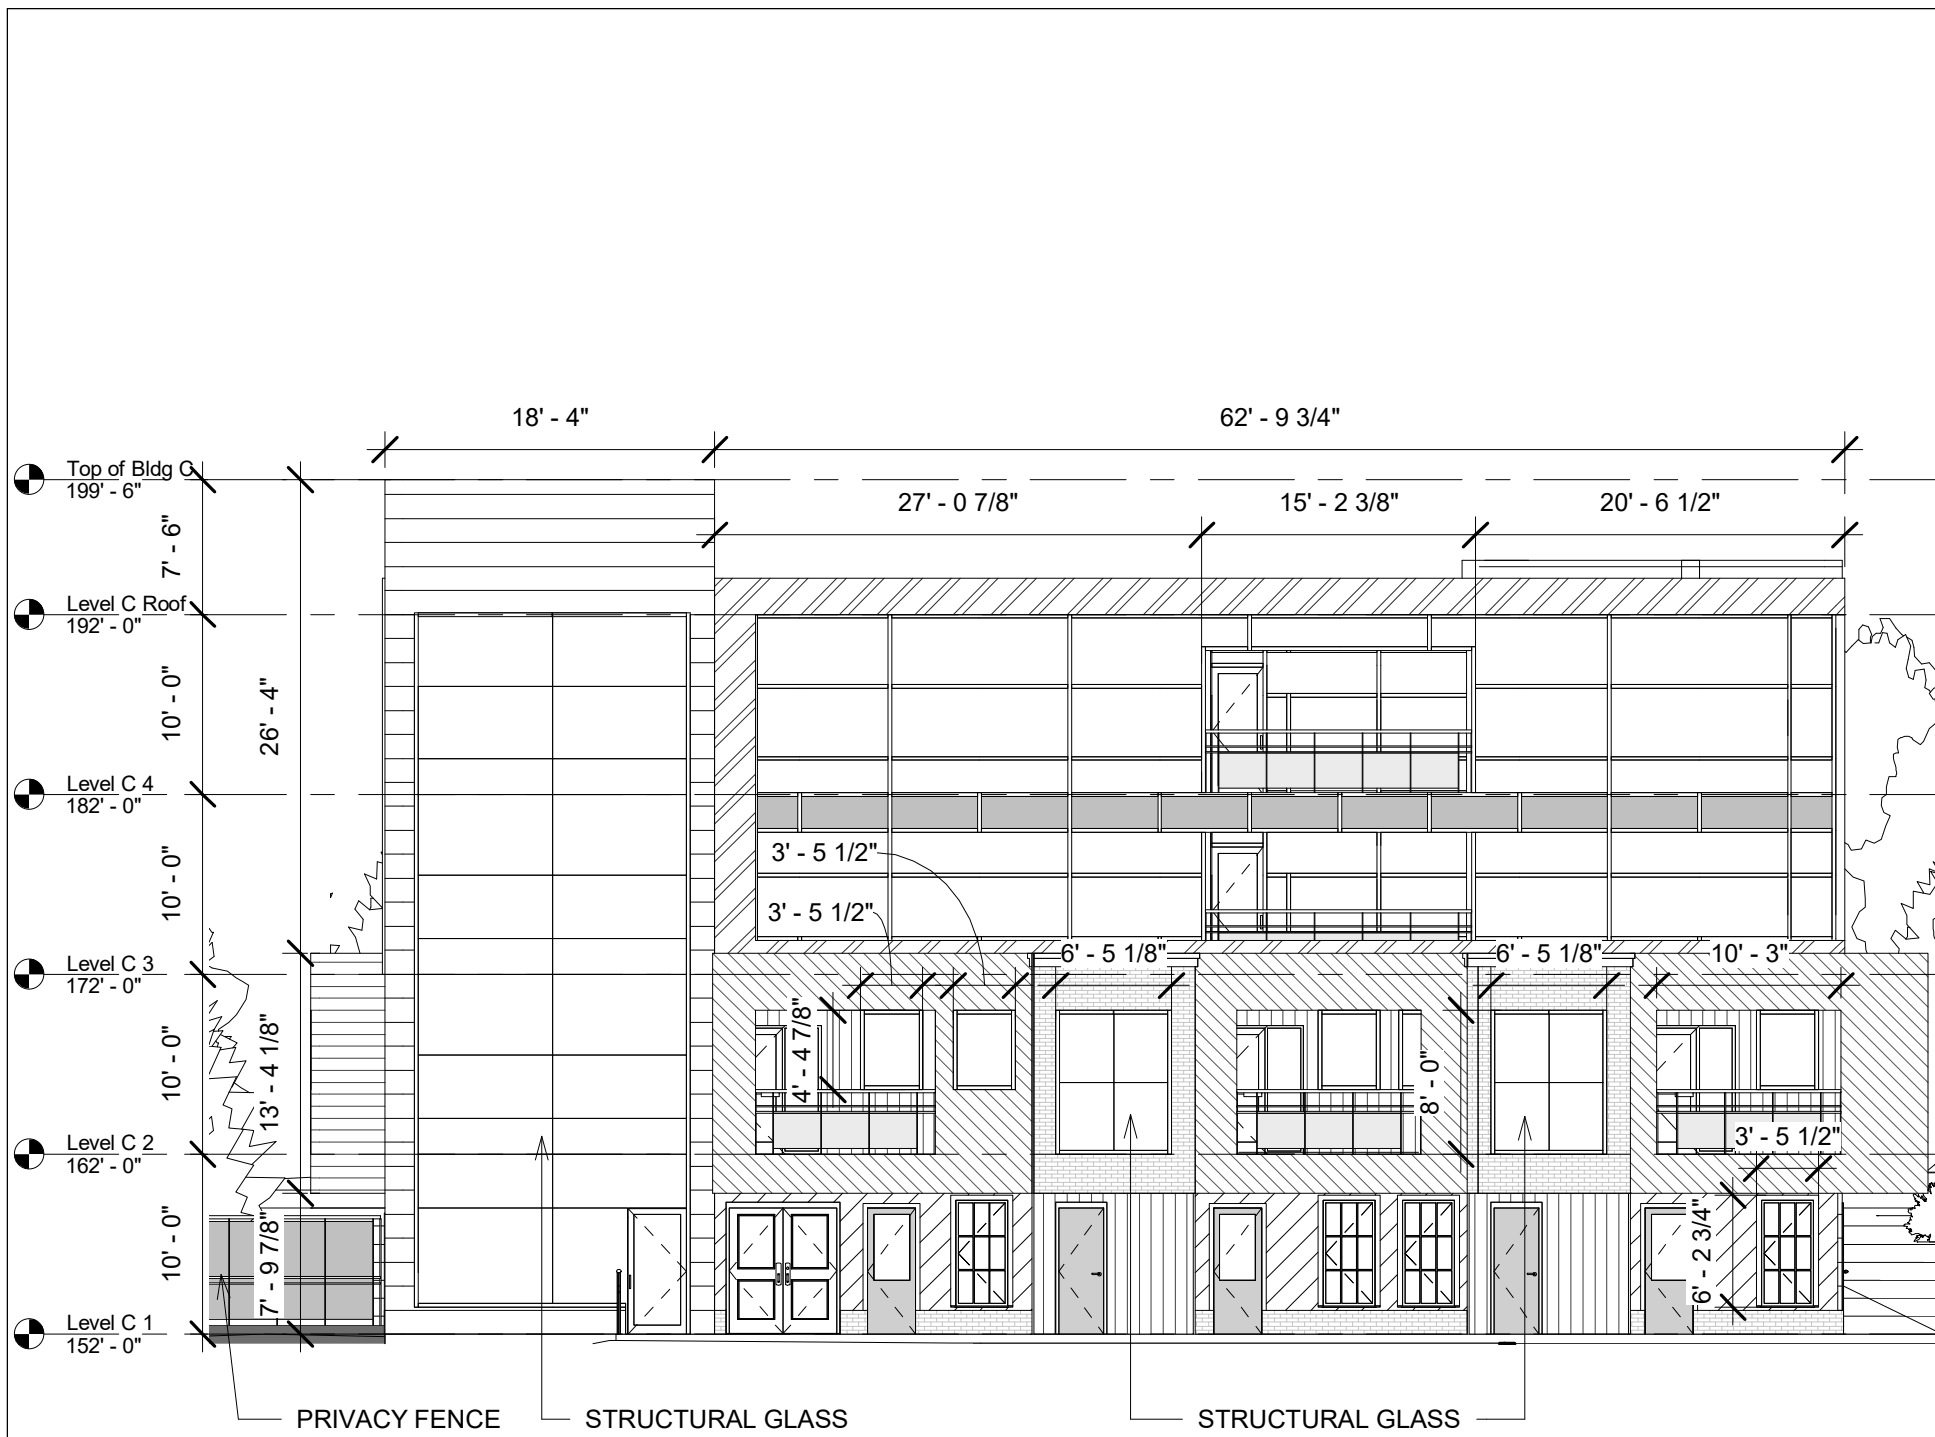 18' - 4"
62' - 9 3/4"
Top of Bldg C
199' - 6"
27' - 0 7/8"
15' - 2 3/8"
20' - 6 1/2"
7' - 6"
Level C Roof
192' - 0"
10' - 0"
26' - 4"
Level C 4
182' - 0"
10' - 0"
3' - 5 1/2"
3' - 5 1/2"
6' - 5 1/8"
6' - 5 1/8"
10' - 3"
Level C 3
172' - 0"
10' - 0"
13' - 4 1/8"
4' - 4 7/8"
8' - 0"
3' - 5 1/2"
Level C 2
162' - 0"
10' - 0"
7' - 9 7/8"
6' - 2 3/4"
Level C 1
152' - 0"
PRIVACY FENCE
STRUCTURAL GLASS
STRUCTURAL GLASS